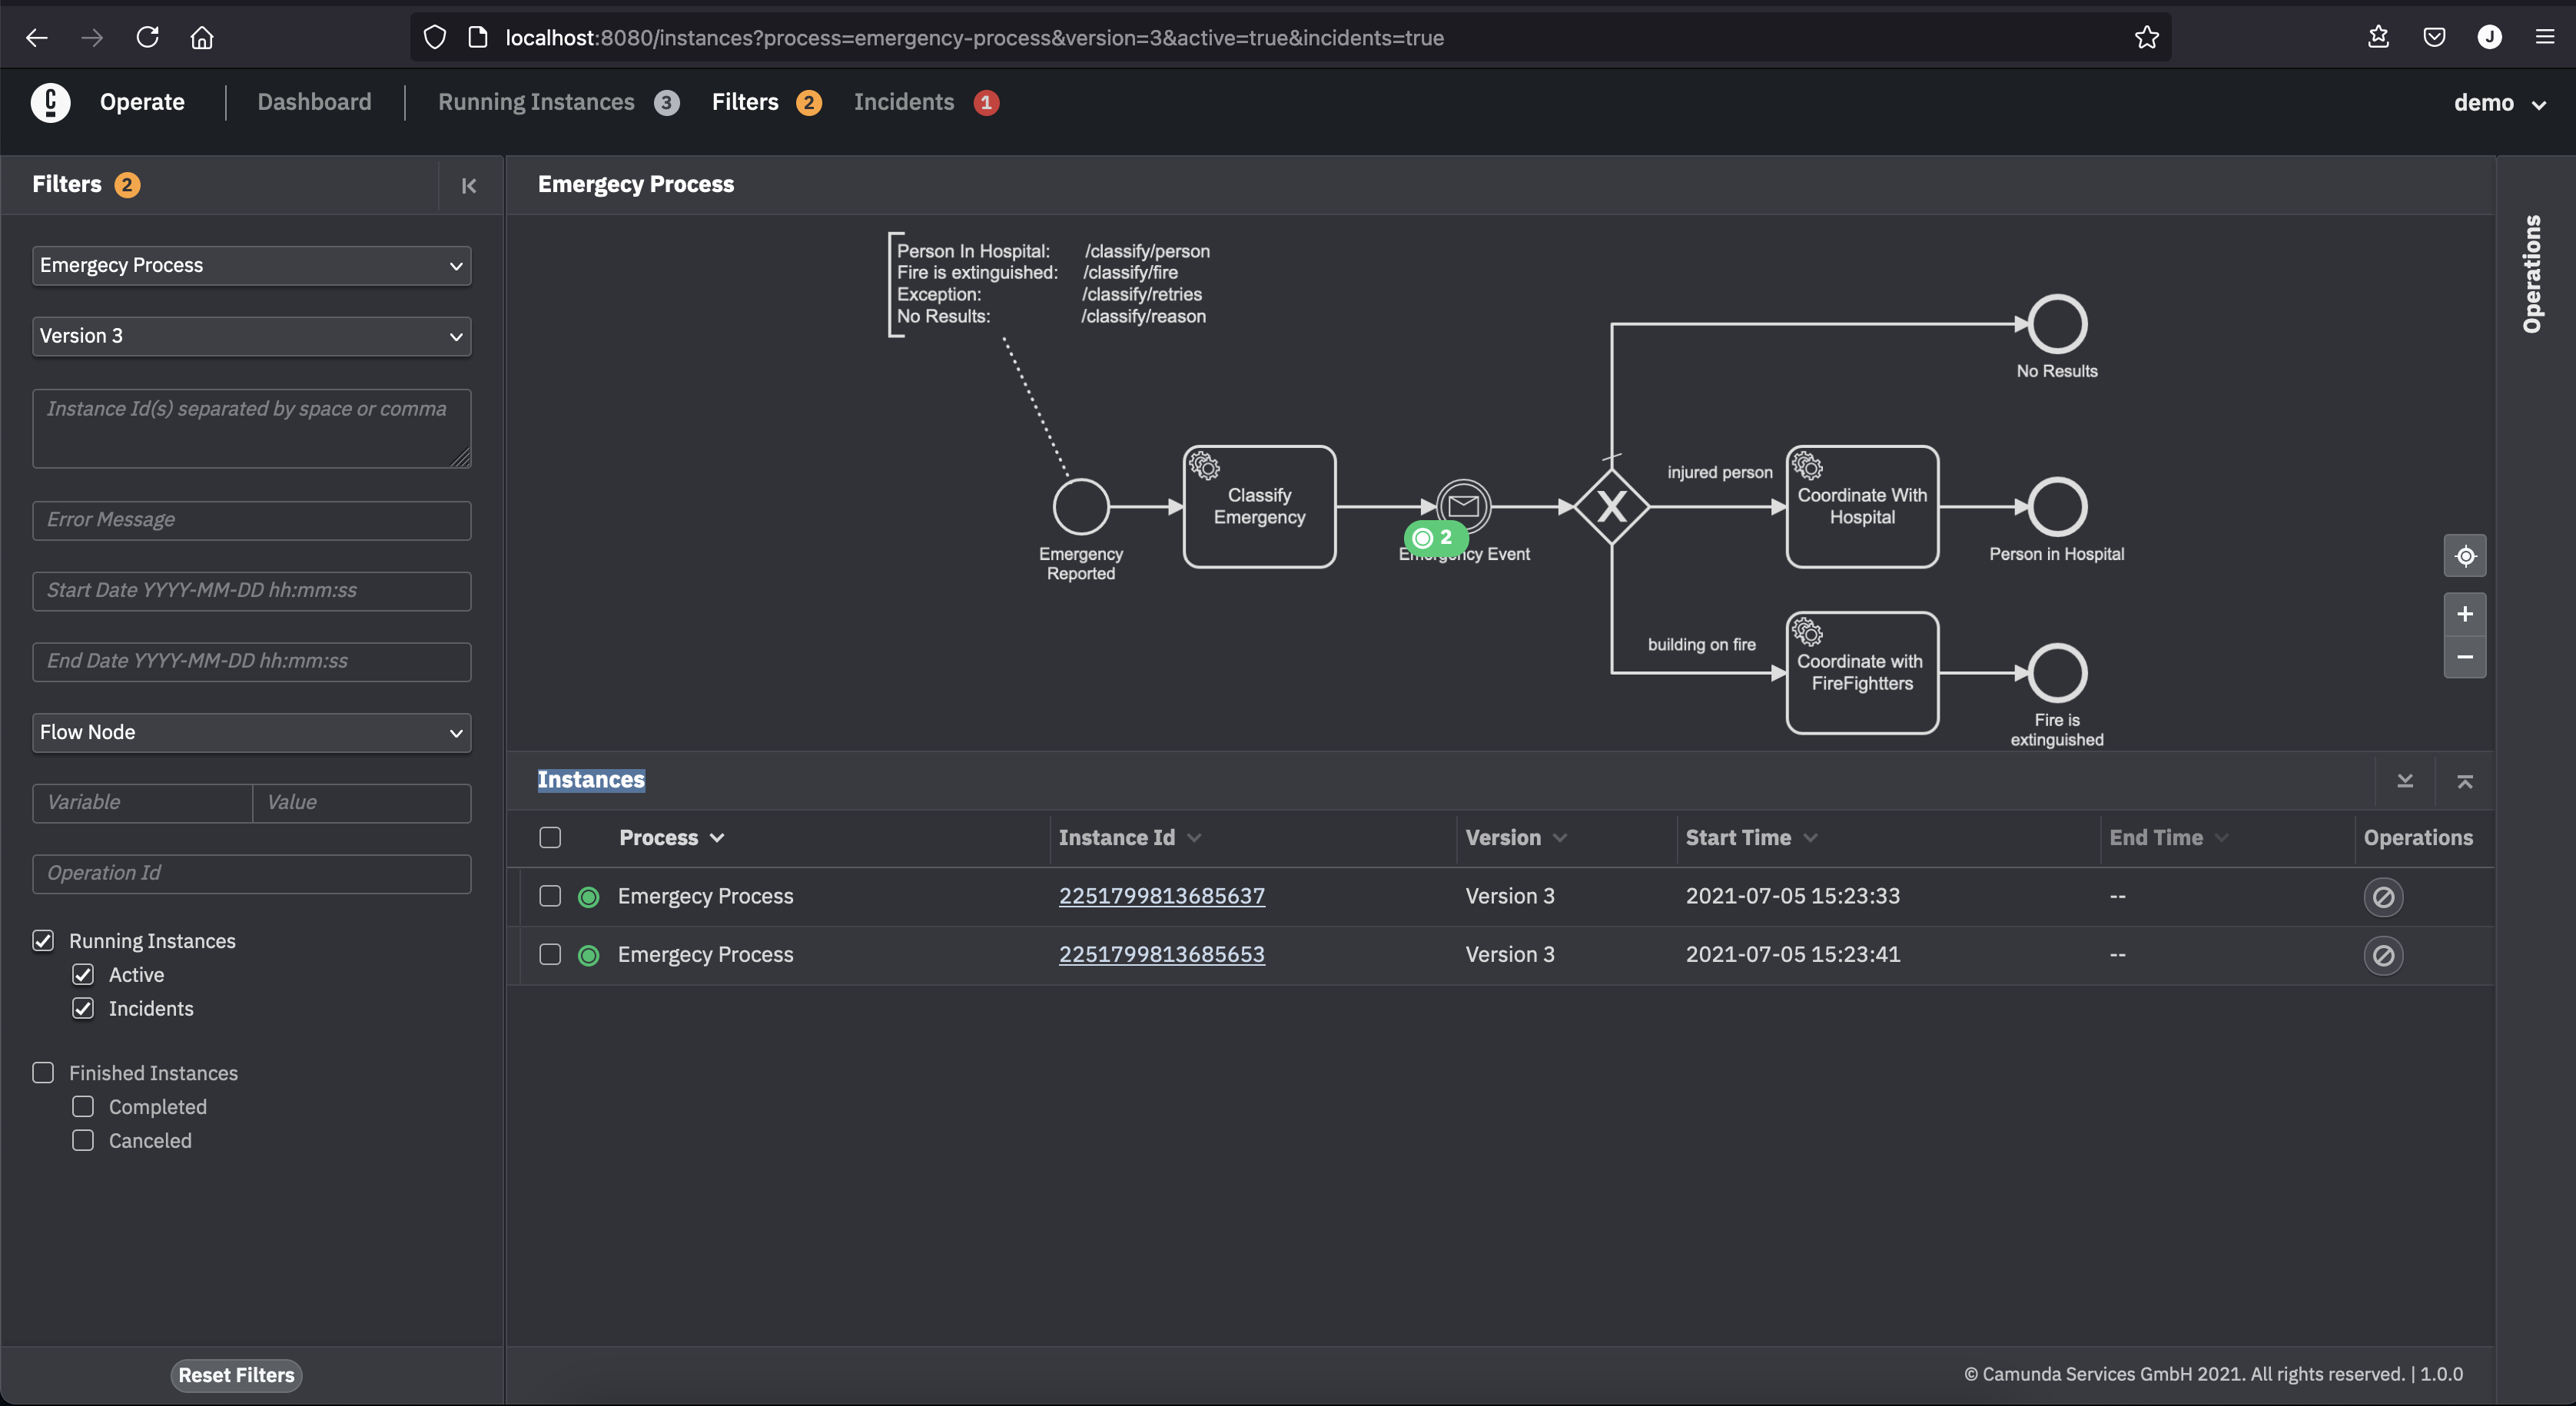 localhost:8080/instances?process=emergency-process&version=3&active=true&incidents=true
J
C Operate Dashboard Running Instances 3 Filters 2 Incidents 1 demo
Filters 2
Emergecy Process
Version 3
Instance Id(s) separated by space or comma
Error Message
Start Date YYYY-MM-DD hh:mm:ss
End Date YYYY-MM-DD hh:mm:ss
Flow Node
Variable Value
Operation Id
Running Instances
Active
Incidents
Finished Instances
Completed
Canceled
Reset Filters
Emergecy Process
Person In Hospital: /classify/person
Fire is extinguished: /classify/fire
Exception: /classify/retries
No Results: /classify/reason
Emergency
Reported
Classify
Emergency
2
Emergency Event
X
No Results
injured person
Coordinate With
Hospital
Person in Hospital
building on fire
Coordinate with
FireFightters
Fire is
extinguished
Operations
Instances
Process Instance Id Version Start Time End Time Operations
Emergecy Process 2251799813685637 Version 3 2021-07-05 15:23:33 --
Emergecy Process 2251799813685653 Version 3 2021-07-05 15:23:41 --
© Camunda Services GmbH 2021. All rights reserved. | 1.0.0